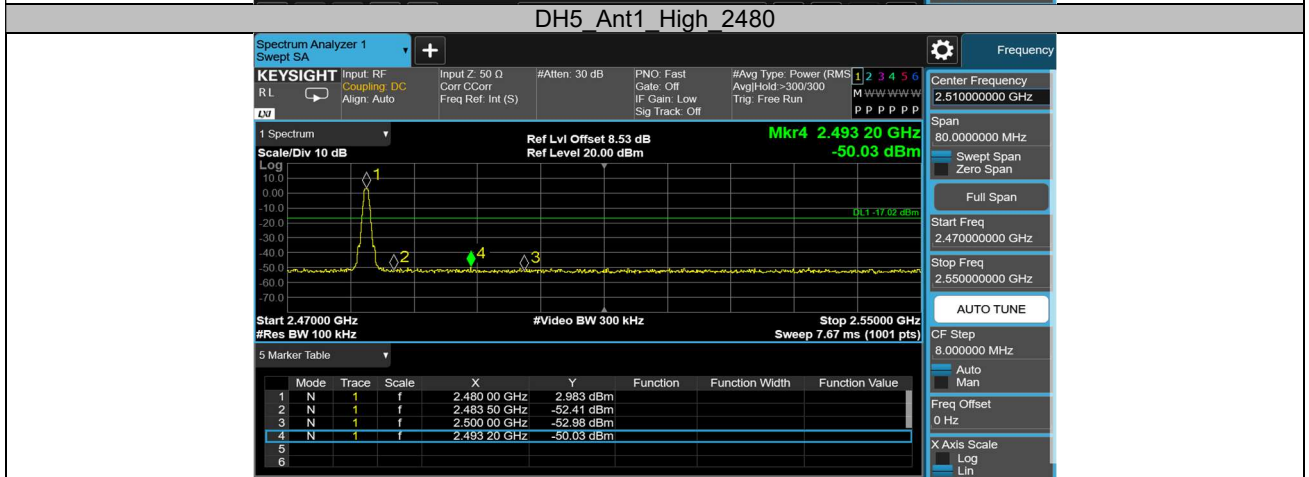 DH5_Ant1_High_2480
Spectrum Analyzer 1
Swept SA
+
Frequency
KEYSIGHT
RL
LXI
Input: RF
Coupling: DC
Align: Auto
Input Z: 50 Ω
Corr CCorr
Freq Ref: Int (S)
#Atten: 30 dB
PNO: Fast
Gate: Off
IF Gain: Low
Sig Track: Off
#Avg Type: Power (RMS
Avg|Hold:>300/300
Trig: Free Run
1 2 3 4 5 6
M W W W W W
P P P P P P
1 Spectrum
Scale/Div 10 dB
Ref Lvl Offset 8.53 dB
Ref Level 20.00 dBm
Mkr4 2.493 20 GHz
-50.03 dBm
Log
10.0
0.00
-10.0
-20.0
-30.0
-40.0
-50.0
-60.0
-70.0
1
2
4
3
DL1 -17.02 dBm
Start 2.47000 GHz
#Video BW 300 kHz
Stop 2.55000 GHz
#Res BW 100 kHz
Sweep 7.67 ms (1001 pts)
5 Marker Table
Mode Trace Scale X Y Function Function Width Function Value
1 N 1 f 2.480 00 GHz 2.983 dBm
2 N 1 f 2.483 50 GHz -52.41 dBm
3 N 1 f 2.500 00 GHz -52.98 dBm
4 N 1 f 2.493 20 GHz -50.03 dBm
5
6
Center Frequency
2.510000000 GHz
Span
80.0000000 MHz
Swept Span
Zero Span
Full Span
Start Freq
2.470000000 GHz
Stop Freq
2.550000000 GHz
AUTO TUNE
CF Step
8.000000 MHz
Auto
Man
Freq Offset
0 Hz
X Axis Scale
Log
Lin